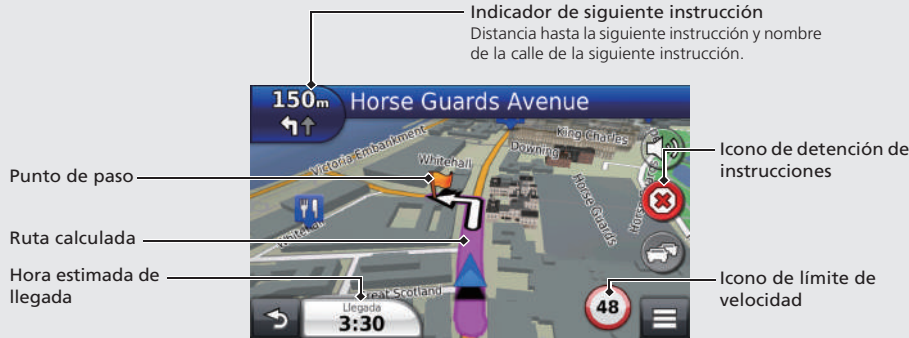 Indicador de siguiente instrucción
Distancia hasta la siguiente instrucción y nombre
de la calle de la siguiente instrucción.
150m
Horse Guards Avenue
King Charles
Victoria Embankment
Downing
Whitehall
Icono de detención de
instrucciones
Punto de paso
Horse Guards
Ruta calculada
Hora estimada de
llegada
Great Scotland
Icono de límite de
velocidad
48
Llegada
3:30